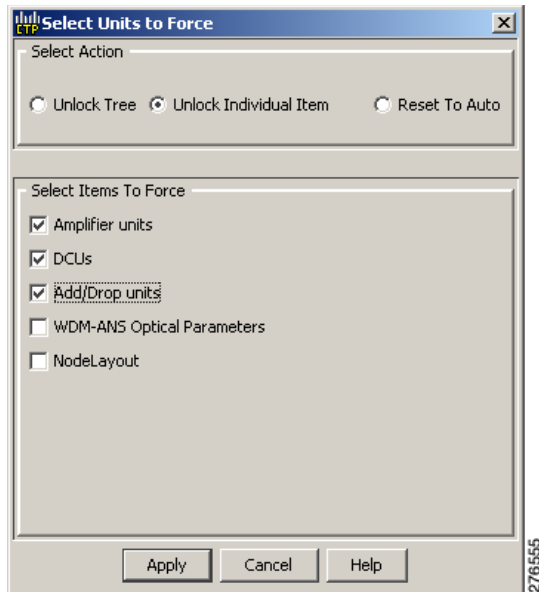 CTP Select Units to Force
Select Action
Unlock Tree Unlock Individual Item Reset To Auto
Select Items To Force
Amplifier units
DCUs
Add/Drop units
WDM-ANS Optical Parameters
NodeLayout
Apply Cancel Help
276555